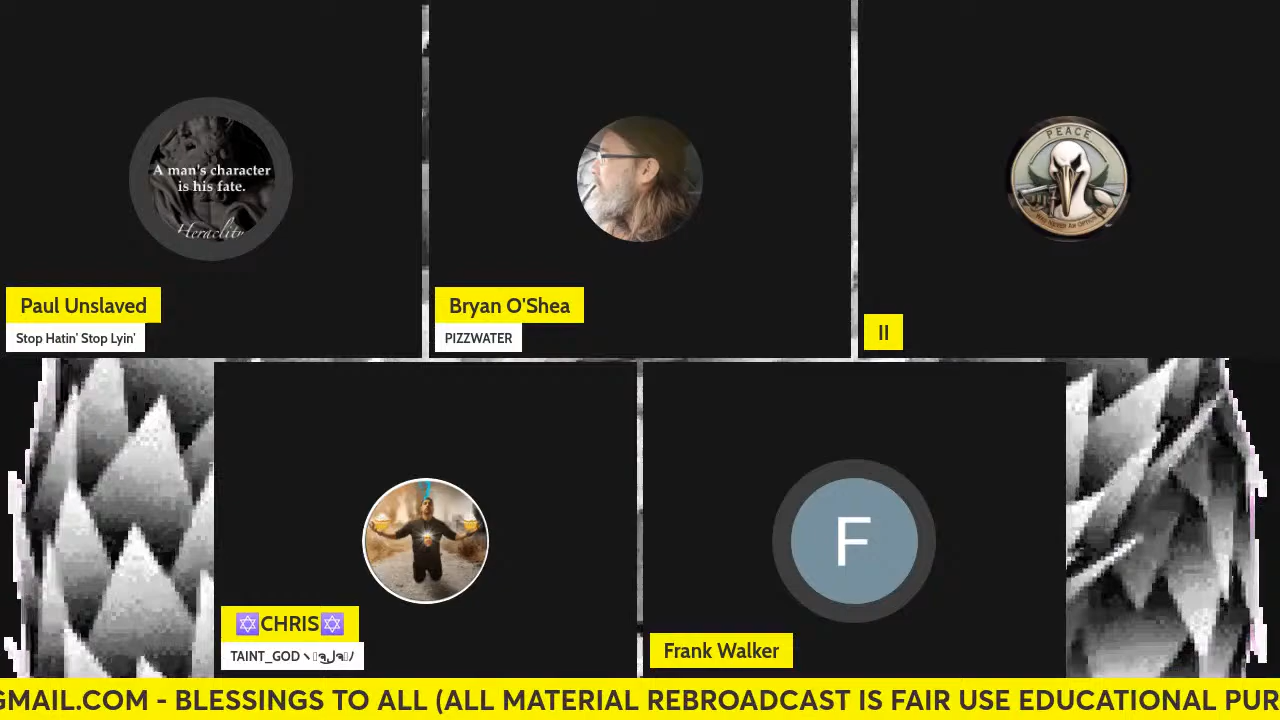 A man's character
is his fate.
Heraclitu
Paul Unslaved
Stop Hatin' Stop Lyin'
Bryan O'Shea
PIZZWATER
PEACE
II
✡CHRIS✡
TAINT_GOD
F
Frank Walker
GMAIL.COM - BLESSINGS TO ALL (ALL MATERIAL REBROADCAST IS FAIR USE EDUCATIONAL PUR